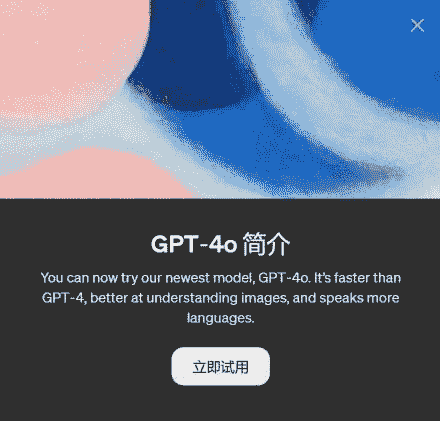 GPT-4o 简介
You can now try our newest model, GPT-4o. It's faster than
GPT-4, better at understanding images, and speaks more
languages.
立即试用